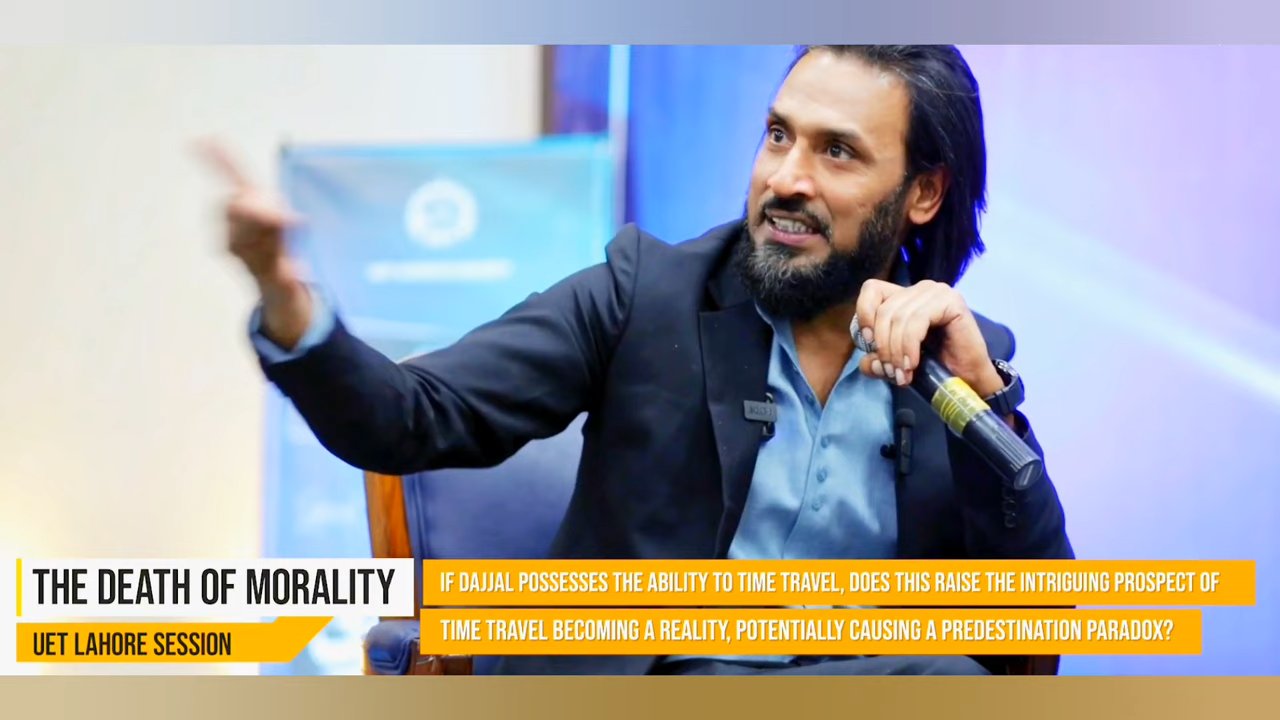 THE DEATH OF MORALITY
UET LAHORE SESSION
IF DAJJAL POSSESSES THE ABILITY TO TIME TRAVEL, DOES THIS RAISE THE INTRIGUING PROSPECT OF
TIME TRAVEL BECOMING A REALITY, POTENTIALLY CAUSING A PREDESTINATION PARADOX?